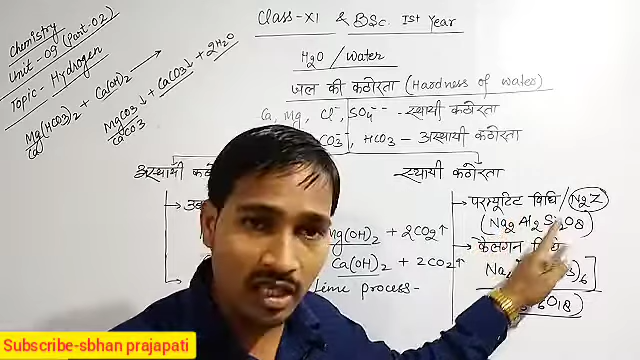 Chemistry
Unit-09 (Part-02)
Topic- Hydrogen
Class-XI & BSc. Ist Year
H2O / Water
जल की कठोरता (Hardness of water)
Mg(HCO3)2 + Ca(OH)2 → MgCO3↓ + CaCO3↓ + 2H2O
Ca CaCO3
Ca, Mg, Cl⁻, SO4⁻⁻ - स्थायी कठोरता
CO3⁻, HCO3 - अस्थायी कठोरता
अस्थायी
स्थायी कठोरता
परम्यूटिट विधि / Na2Z
(Na2 Al2 Si2O8)
Mg(OH)2 + 2CO2↑
कैलगन
Ca(OH)2 + 2CO2↑
Lime process-
Subscribe-sbhan prajapati